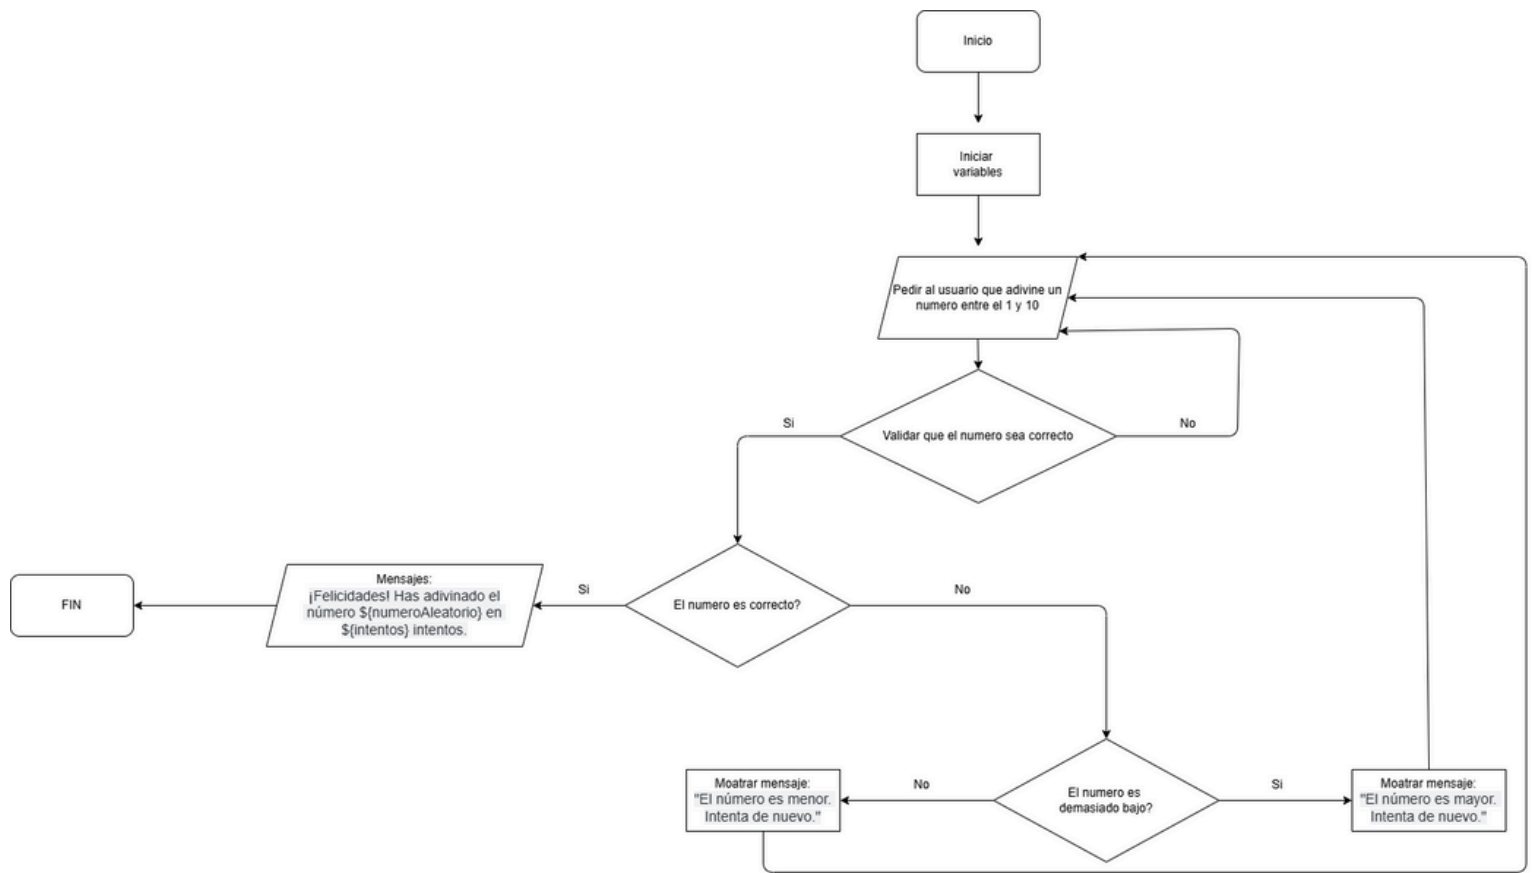 Inicio
Iniciar
variables
Pedir al usuario que adivine un
numero entre el 1 y 10
Si
Validar que el numero sea correcto
No
FIN
Mensajes:
¡Felicidades! Has adivinado el
número ${numeroAleatorio} en
${intentos} intentos.
Si
El numero es correcto?
No
Moatrar mensaje:
"El número es menor.
Intenta de nuevo."
No
El numero es
demasiado bajo?
Si
Moatrar mensaje:
"El número es mayor.
Intenta de nuevo."